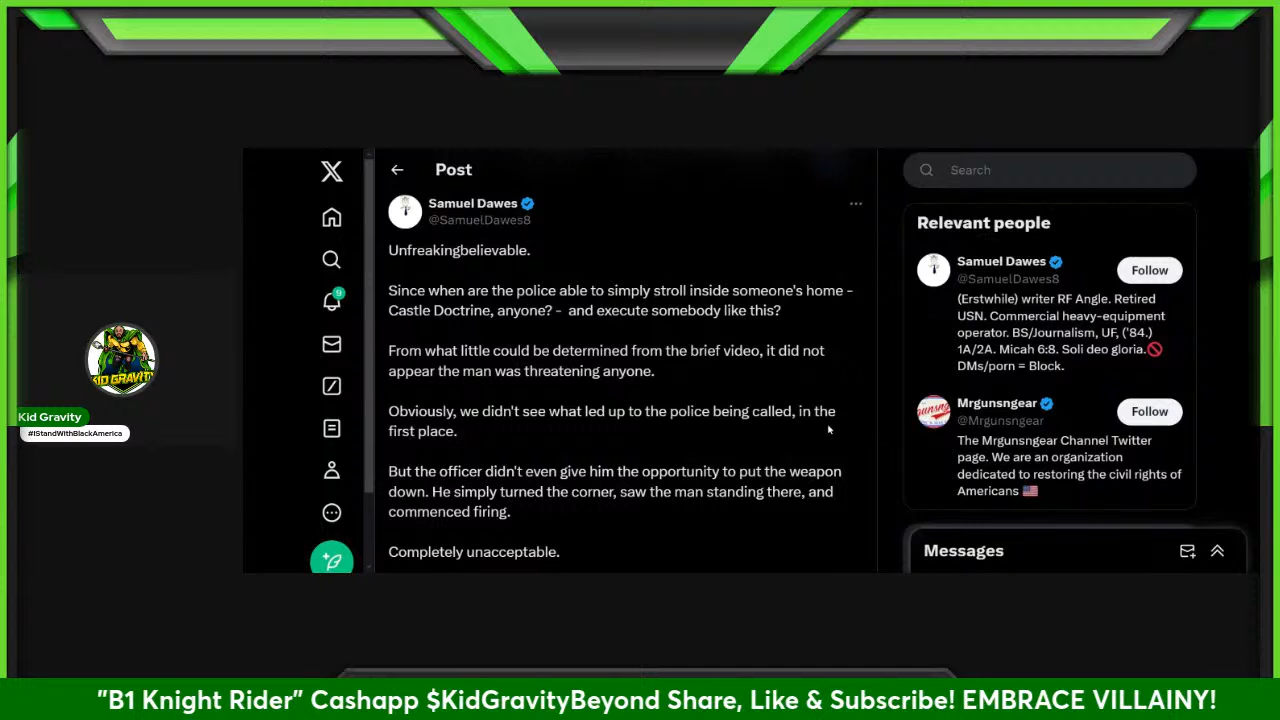 Post
Search
Samuel Dawes
@SamuelDawes8
Unfreakingbelievable.
Since when are the police able to simply stroll inside someone's home -
Castle Doctrine, anyone? - and execute somebody like this?
From what little could be determined from the brief video, it did not
appear the man was threatening anyone.
Obviously, we didn't see what led up to the police being called, in the
first place.
But the officer didn't even give him the opportunity to put the weapon
down. He simply turned the corner, saw the man standing there, and
commenced firing.
Completely unacceptable.
Relevant people
Samuel Dawes
@SamuelDawes8
Follow
(Erstwhile) writer RF Angle. Retired
USN. Commercial heavy-equipment
operator. BS/Journalism, UF, ('84.)
1A/2A. Micah 6:8. Soli deo gloria.🚫
DMs/porn = Block.
Mrgunsngear
@Mrgunsngear
Follow
The Mrgunsngear Channel Twitter
page. We are an organization
dedicated to restoring the civil rights of
Americans 🇺🇸
Messages
9
KID GRAVITY
Kid Gravity
#IStandWithBlackAmerica
"B1 Knight Rider" Cashapp $KidGravityBeyond Share, Like & Subscribe! EMBRACE VILLAINY!